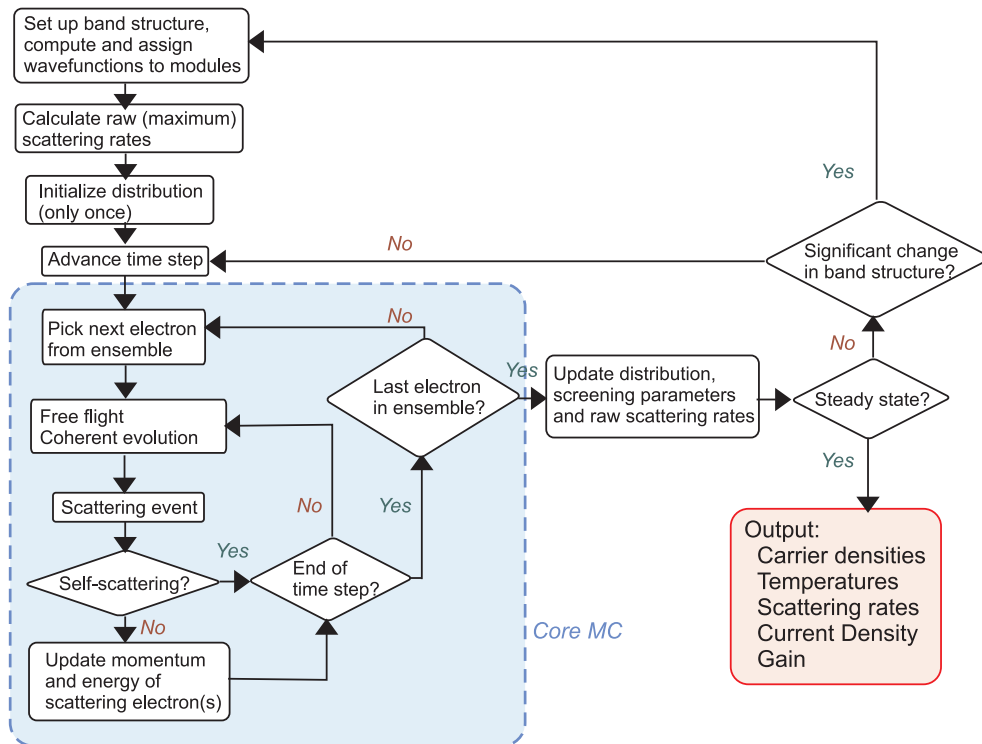 Set up band structure,
compute and assign
wavefunctions to modules
Calculate raw (maximum)
scattering rates
Initialize distribution
(only once)
Advance time step
No
Yes
Significant change
in band structure?
Pick next electron
from ensemble
No
Last electron
in ensemble?
Yes
Update distribution,
screening parameters
and raw scattering rates
No
Steady state?
Yes
Free flight
Coherent evolution
Scattering event
No
Yes
Self-scattering?
Yes
End of
time step?
No
Update momentum
and energy of
scattering electron(s)
Core MC
Output:
Carrier densities
Temperatures
Scattering rates
Current Density
Gain